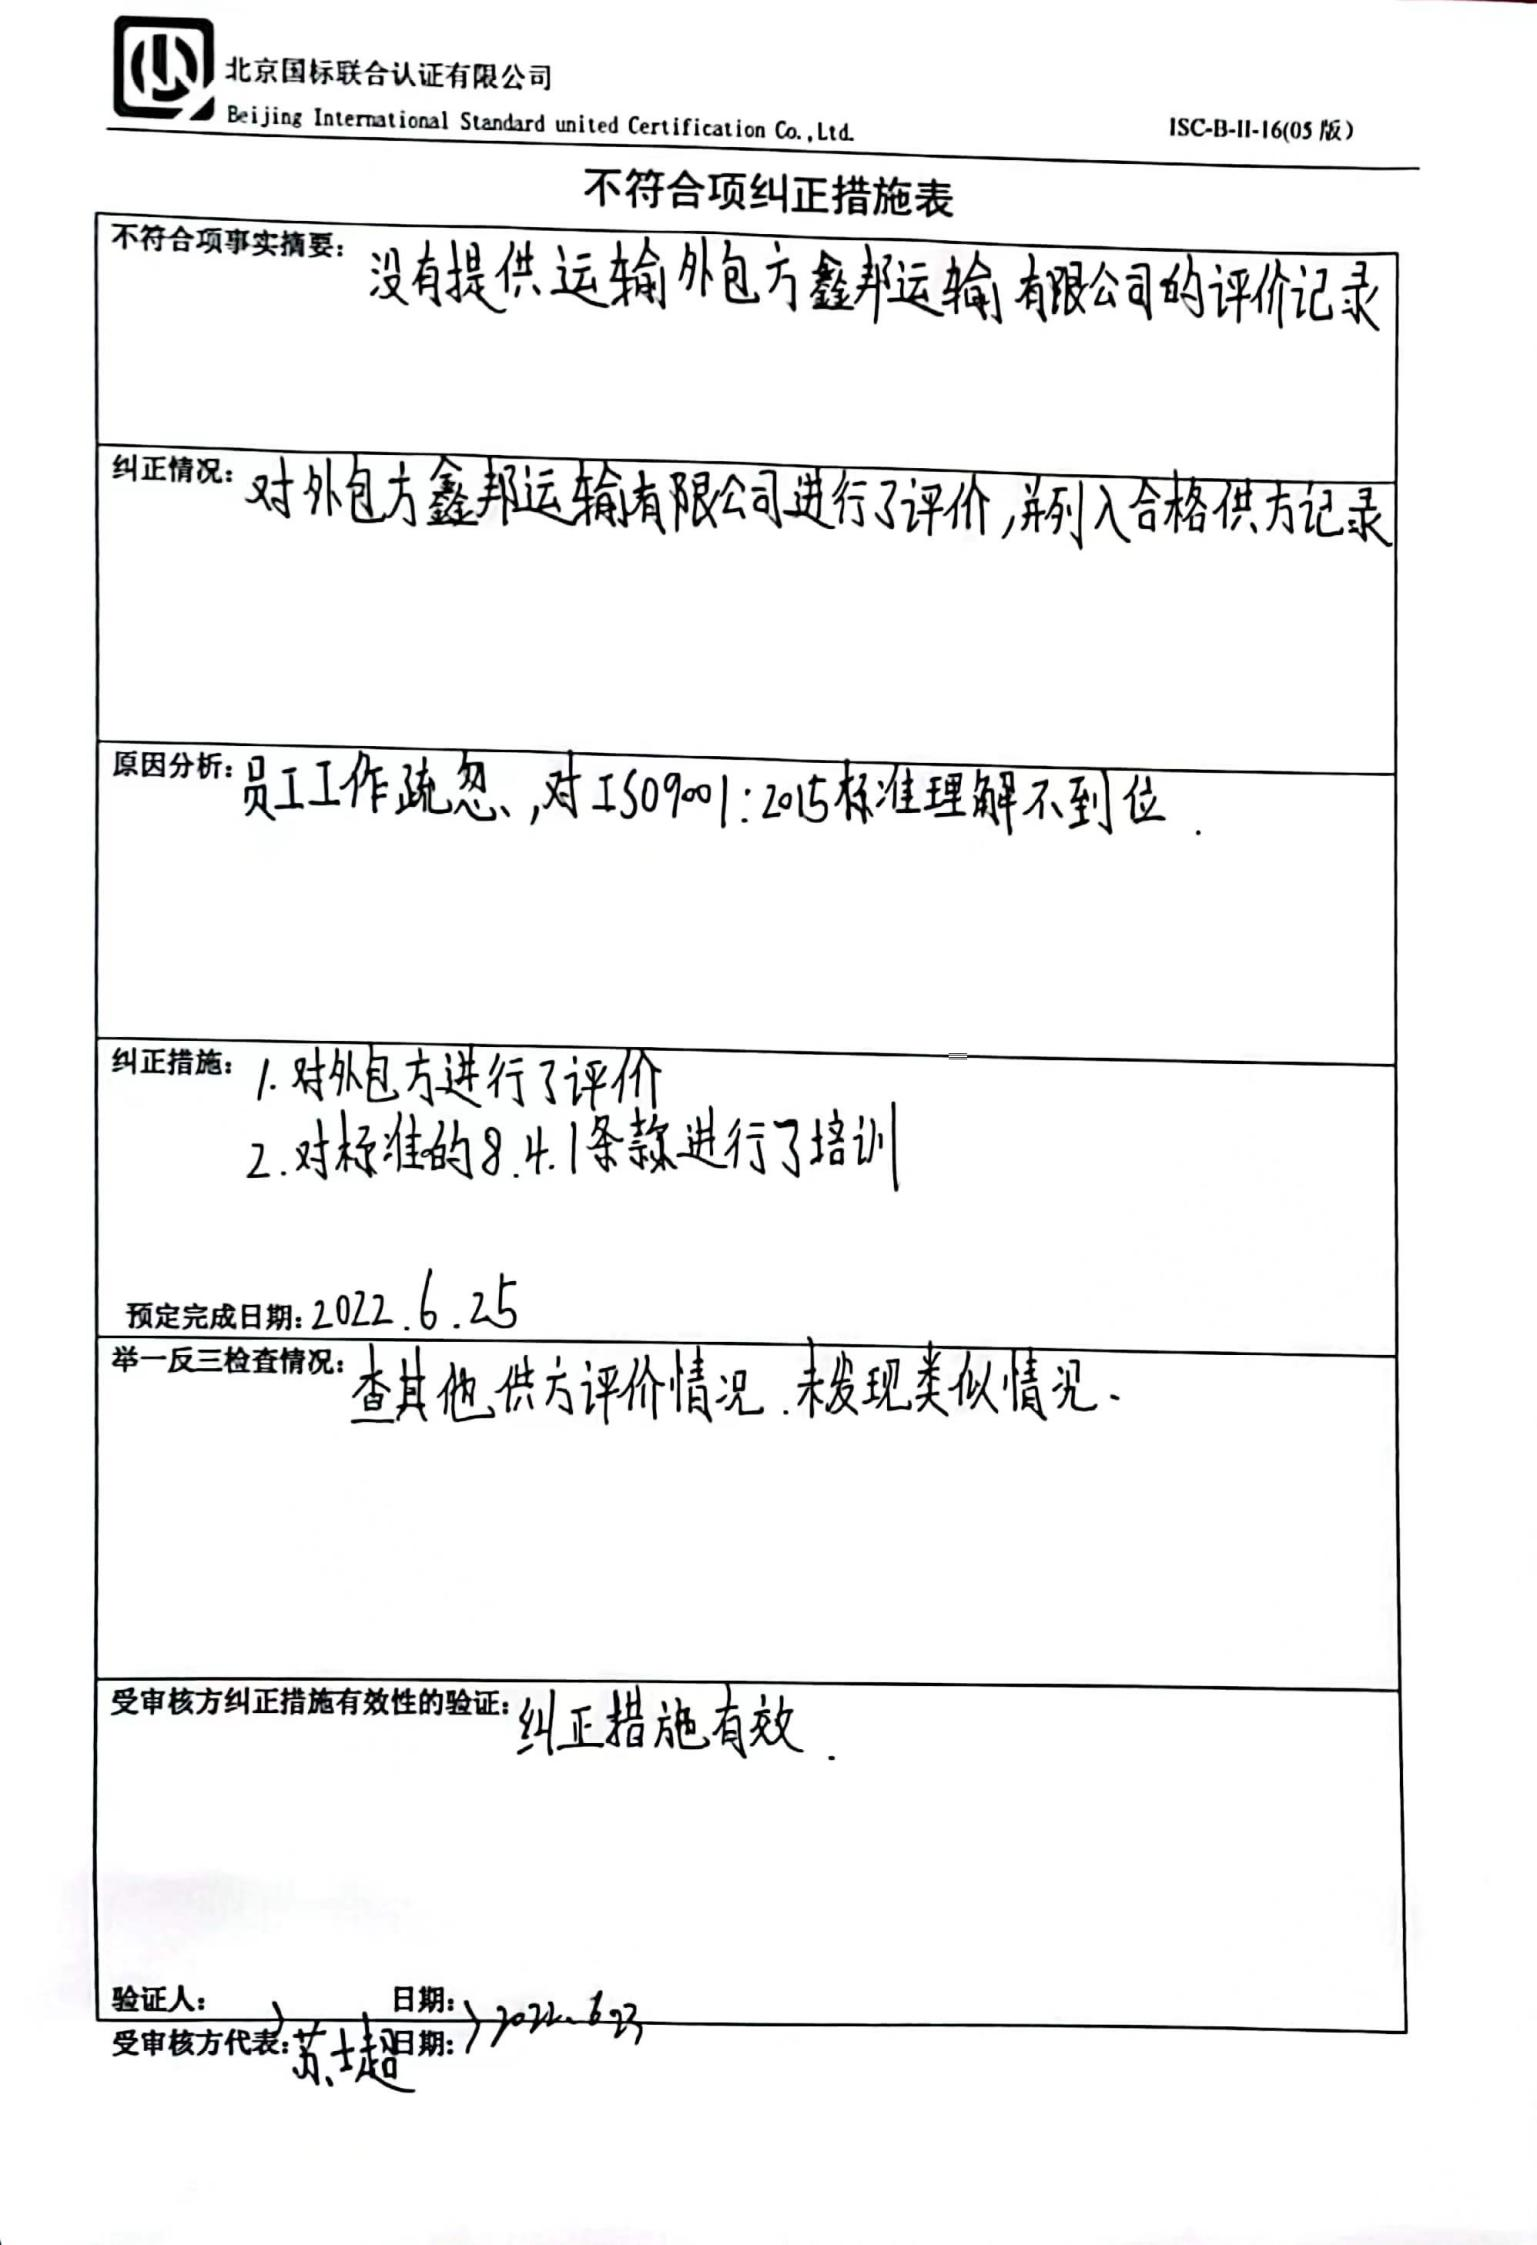 北京国标联合认证有限公司
Beijing International Standard united Certification Co.,Ltd.
ISC-B-II-16(05版)
不符合项纠正措施表
不符合项事实摘要: 没有提供运输外包方鑫邦运输有限公司的评价记录
纠正情况: 对外包方鑫邦运输有限公司进行了评价,并列入合格供方记录
原因分析: 员工工作疏忽、,对ISO9001:2015标准理解不到位.
纠正措施: 1.对外包方进行了评价
2.对标准的8.4.1条款进行了培训
预定完成日期: 2022.6.25
举一反三检查情况: 查其他供方评价情况.未发现类似情况.
受审核方纠正措施有效性的验证: 纠正措施有效.
验证人: 日期:
受审核方代表: 苏士超 日期: 2022.6.23